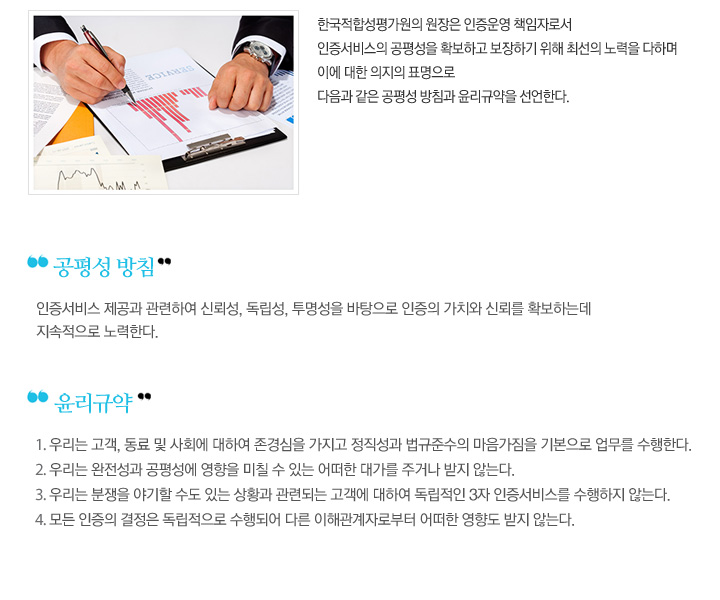 SERVICE
한국적합성평가원의 원장은 인증운영 책임자로서
인증서비스의 공평성을 확보하고 보장하기 위해 최선의 노력을 다하며
이에 대한 의지의 표명으로
다음과 같은 공평성 방침과 윤리규약을 선언한다.
공평성 방침
인증서비스 제공과 관련하여 신뢰성, 독립성, 투명성을 바탕으로 인증의 가치와 신뢰를 확보하는데
지속적으로 노력한다.
윤리규약
1. 우리는 고객, 동료 및 사회에 대하여 존경심을 가지고 정직성과 법규준수의 마음가짐을 기본으로 업무를 수행한다.
2. 우리는 완전성과 공평성에 영향을 미칠 수 있는 어떠한 대가를 주거나 받지 않는다.
3. 우리는 분쟁을 야기할 수도 있는 상황과 관련되는 고객에 대하여 독립적인 3자 인증서비스를 수행하지 않는다.
4. 모든 인증의 결정은 독립적으로 수행되어 다른 이해관계자로부터 어떠한 영향도 받지 않는다.